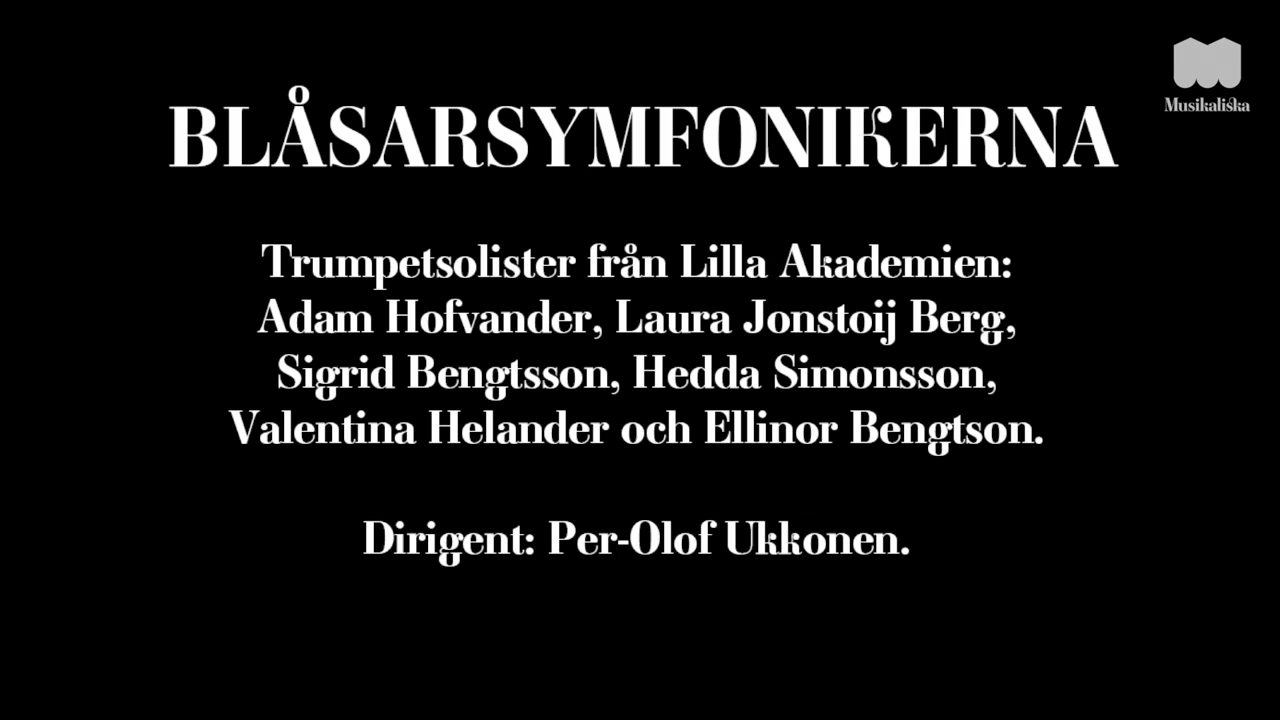 Musikaliska
BLÅSARSYMFONIKERNA
Trumpetsolister från Lilla Akademien:
Adam Hofvander, Laura Jonstoij Berg,
Sigrid Bengtsson, Hedda Simonsson,
Valentina Helander och Ellinor Bengtson.
Dirigent: Per-Olof Ukkonen.